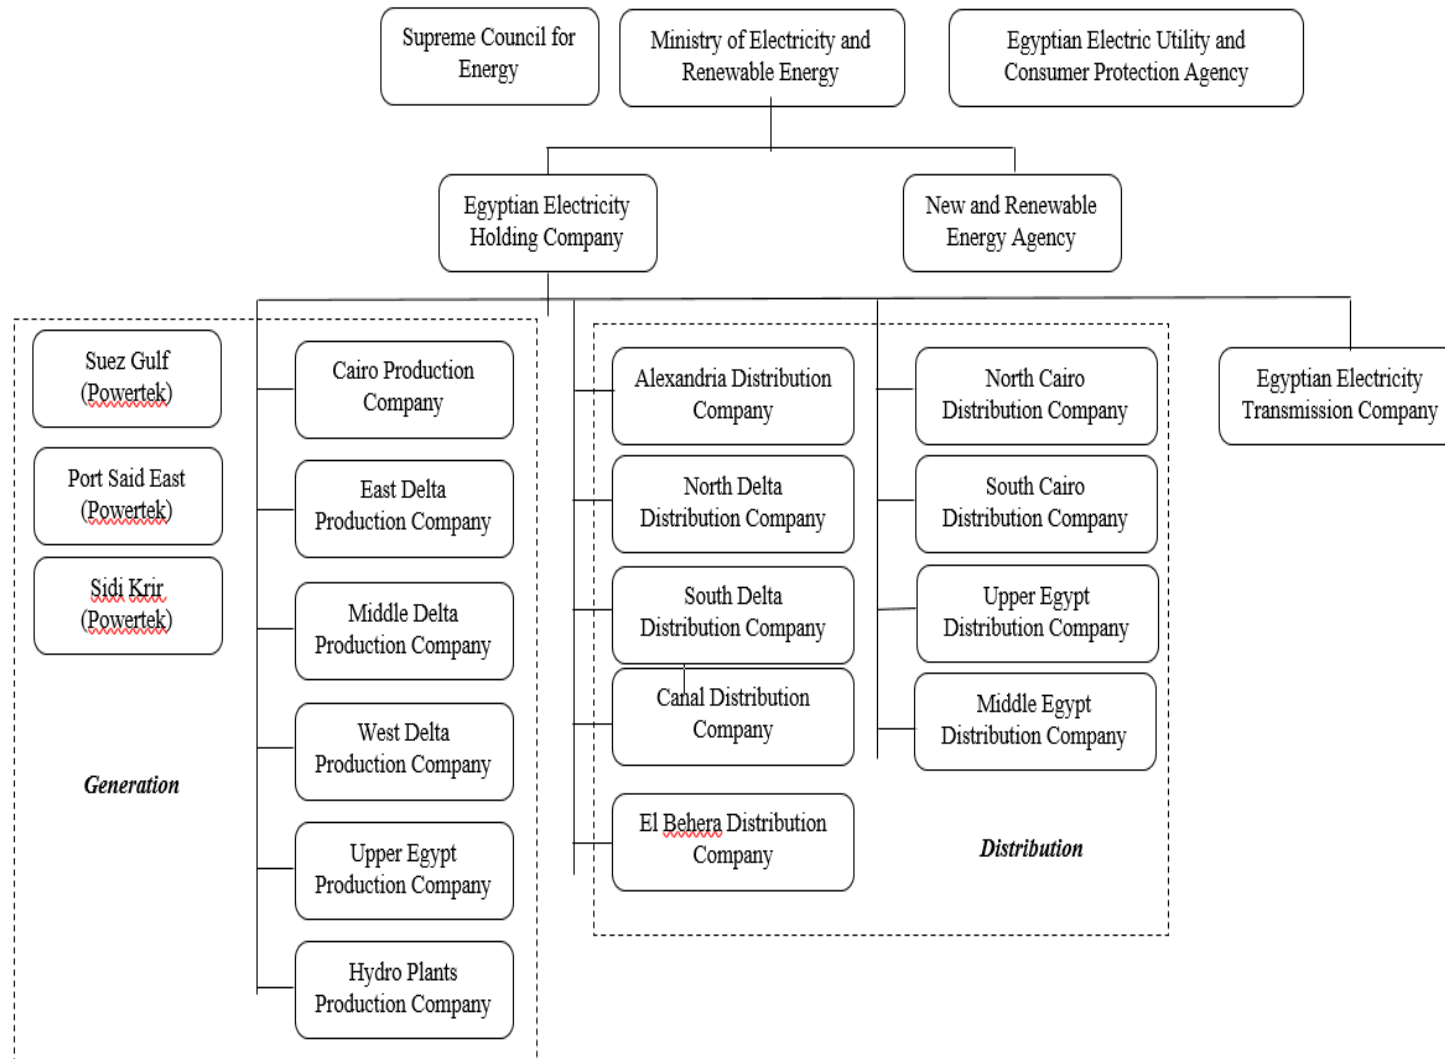 Supreme Council for
Energy
Ministry of Electricity and
Renewable Energy
Egyptian Electric Utility and
Consumer Protection Agency
Egyptian Electricity
Holding Company
New and Renewable
Energy Agency
Suez Gulf
(Powertek)
Port Said East
(Powertek)
Sidi Krir
(Powertek)
Generation
Cairo Production
Company
East Delta
Production Company
Middle Delta
Production Company
West Delta
Production Company
Upper Egypt
Production Company
Hydro Plants
Production Company
Alexandria Distribution
Company
North Delta
Distribution Company
South Delta
Distribution Company
Canal Distribution
Company
El Behera Distribution
Company
North Cairo
Distribution Company
South Cairo
Distribution Company
Upper Egypt
Distribution Company
Middle Egypt
Distribution Company
Distribution
Egyptian Electricity
Transmission Company